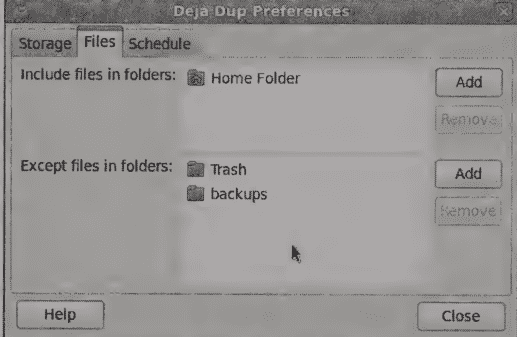 Deja Dup Preferences
Storage Files Schedule
Include files in folders: Home Folder Add
Remove
Except files in folders: Trash Add
backups Remove
Help Close